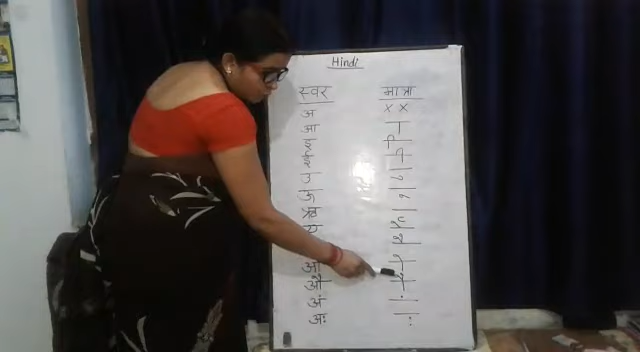 Hindi
स्वर मात्रा
अ x x
आ ा
इ ि
ई ी
उ ु
ऊ ू
ऋ ृ
ए
ओ
औ
अं ं
अः ः